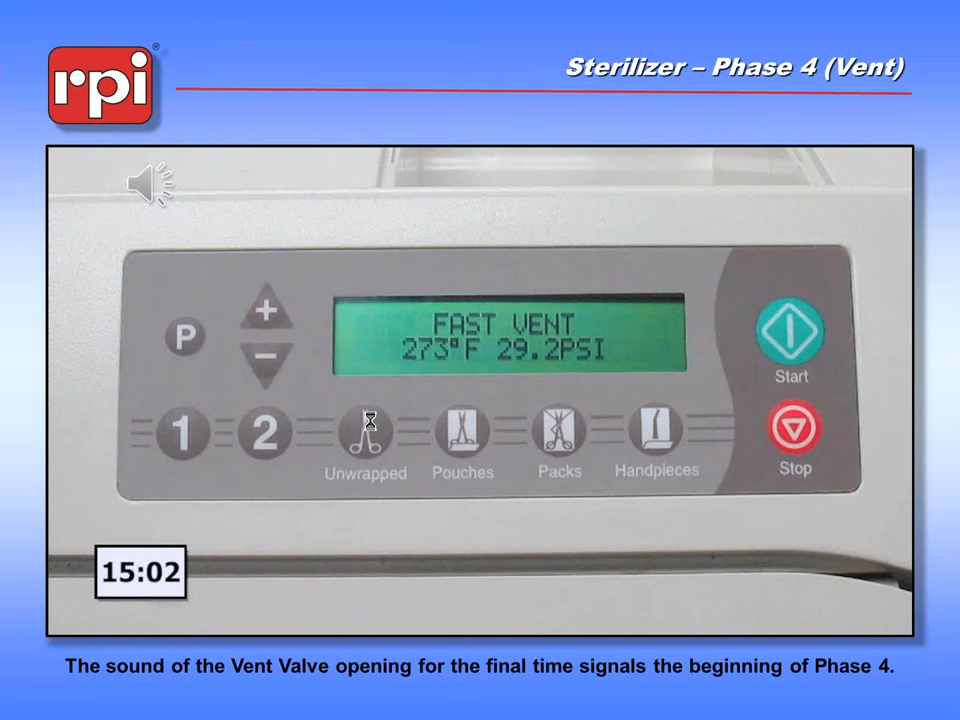 rpi®
Sterilizer – Phase 4 (Vent)
FAST VENT
273°F 29.2PSI
P
+
−
Start
1
2
Unwrapped
Pouches
Packs
Handpieces
Stop
15:02
The sound of the Vent Valve opening for the final time signals the beginning of Phase 4.